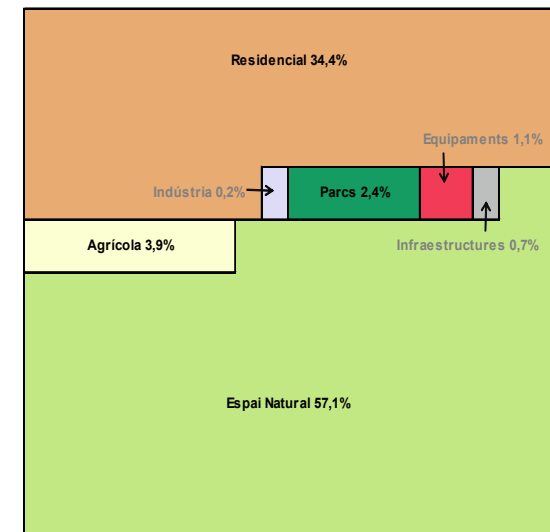 Residencial 34,4%
Equipaments 1,1%
Indústria 0,2%
Parcs 2,4%
Agrícola 3,9%
Infraestructures 0,7%
Espai Natural 57,1%